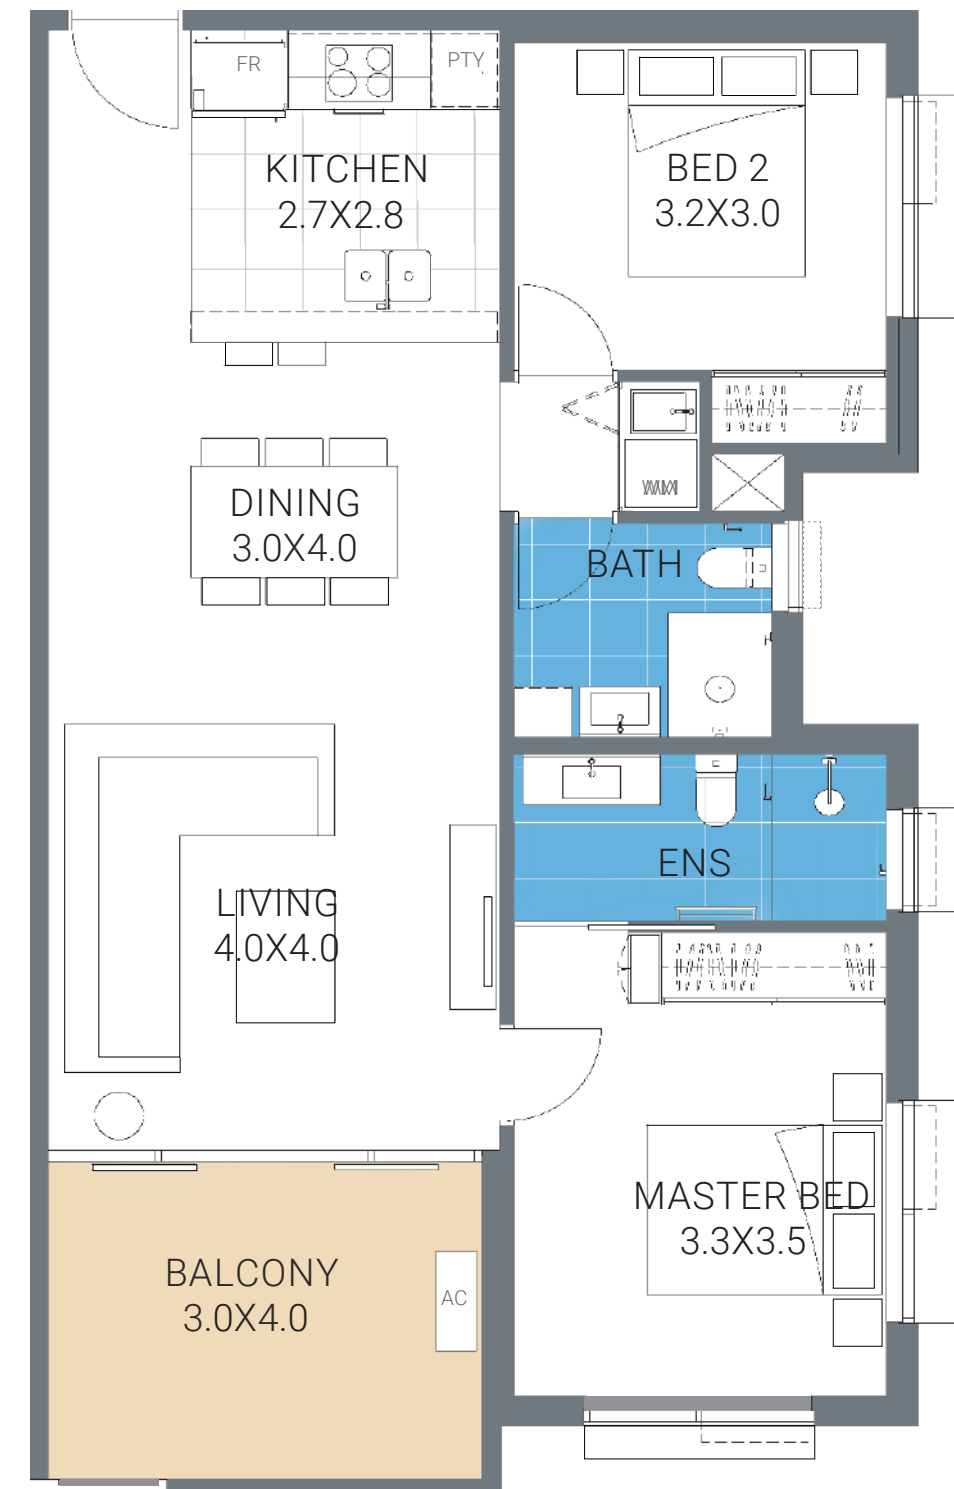 FR
PTY
KITCHEN
2.7X2.8
BED 2
3.2X3.0
DINING
3.0X4.0
BATH
ENS
LIVING
4.0X4.0
MASTER BED
3.3X3.5
BALCONY
3.0X4.0
AC